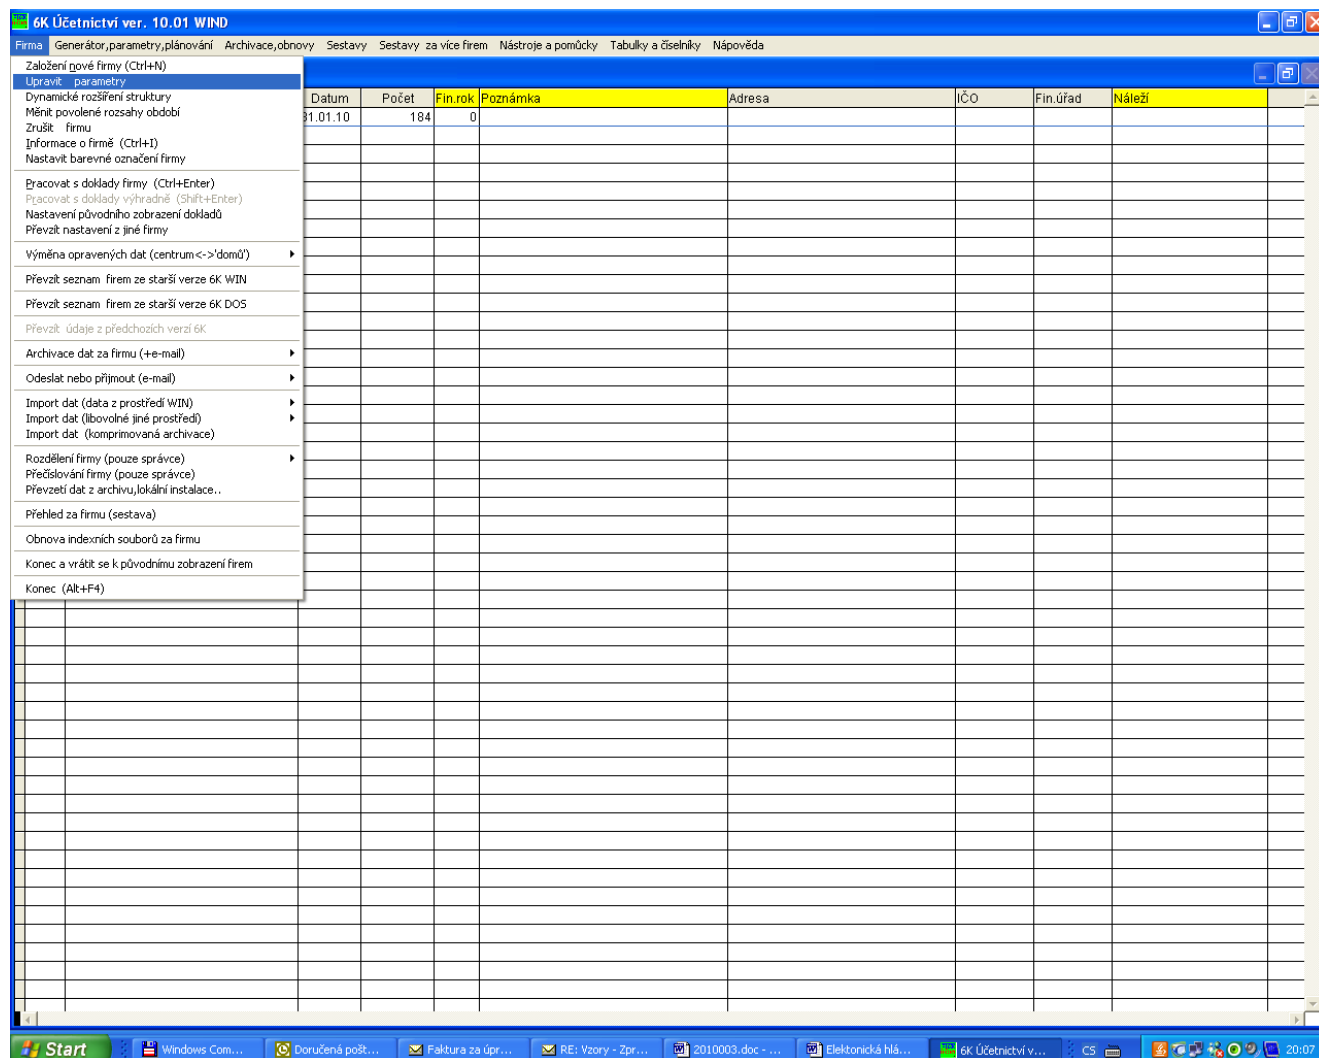 6K Účetnictví ver. 10.01 WIND
Firma Generátor,parametry,plánování Archivace,obnovy Sestavy Sestavy za více firem Nástroje a pomůcky Tabulky a číselníky Nápověda
Založení nové firmy (Ctrl+N)
Upravit parametry
Dynamické rozšíření struktury
Měnit povolené rozsahy období
Zrušit firmu
Informace o firmě (Ctrl+I)
Nastavit barevné označení firmy
Pracovat s doklady firmy (Ctrl+Enter)
Pracovat s doklady výhradně (Shift+Enter)
Nastavení původního zobrazení dokladů
Převzít nastavení z jiné firmy
Výměna opravených dat (centrum<->'domů')
Převzít seznam firem ze starší verze 6K WIN
Převzít seznam firem ze starší verze 6K DOS
Převzít údaje z předchozích verzí 6K
Archivace dat za firmu (+e-mail)
Odeslat nebo přijmout (e-mail)
Import dat (data z prostředí WIN)
Import dat (libovolné jiné prostředí)
Import dat (komprimovaná archivace)
Rozdělení firmy (pouze správce)
Přečíslování firmy (pouze správce)
Převzetí dat z archivu,lokální instalace..
Přehled za firmu (sestava)
Obnova indexních souborů za firmu
Konec a vrátit se k původnímu zobrazení firem
Konec (Alt+F4)
Datum Počet Fin.rok Poznámka Adresa IČO Fin.úřad Náleží
31.01.10 184 0
Start Windows Com... Doručená pošt... Faktura za úpr... RE: Vzory - Zpr... 2010003.doc - ... Elektonická hlá... 6K Účetnictví v... CS 20:07